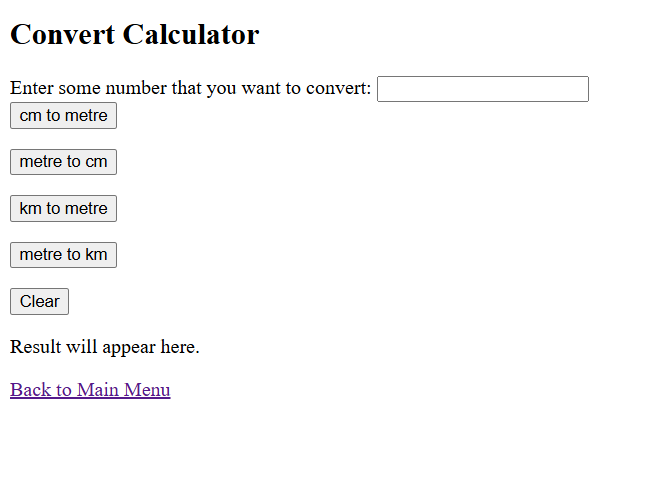 Convert Calculator
Enter some number that you want to convert:
cm to metre
metre to cm
km to metre
metre to km
Clear
Result will appear here.
Back to Main Menu